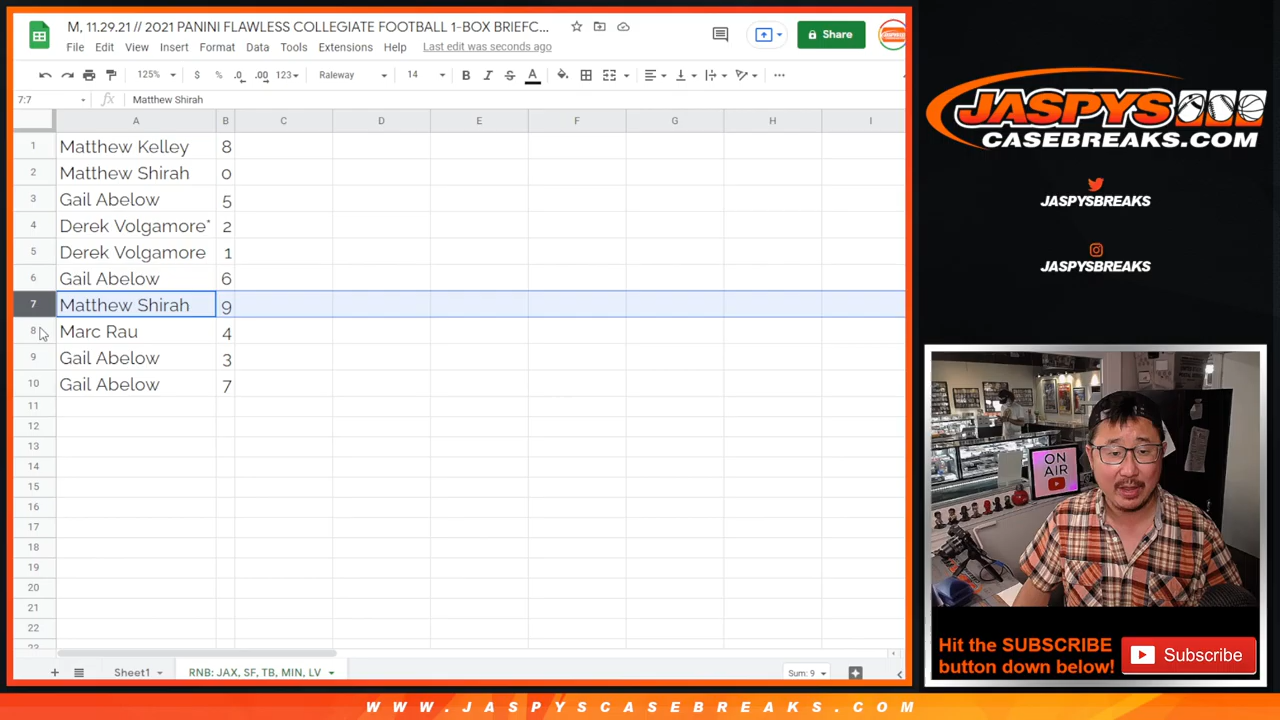 M, 11.29.21 // 2021 PANINI FLAWLESS COLLEGIATE FOOTBALL 1-BOX BRIEFC...
File Edit View Insert Format Data Tools Extensions Help Last edit was seconds ago
Share
125% $ % .0 .00 123 Raleway 14 B I S A
7:7 fx Matthew Shirah
A B C D E F G H I
1 Matthew Kelley 8
2 Matthew Shirah 0
3 Gail Abelow 5
4 Derek Volgamore* 2
5 Derek Volgamore 1
6 Gail Abelow 6
7 Matthew Shirah 9
8 Marc Rau 4
9 Gail Abelow 3
10 Gail Abelow 7
11
12
13
14
15
16
17
18
19
20
21
22
23
Sheet1 RNB: JAX, SF, TB, MIN, LV Sum: 9
JASPYS
CASEBREAKS.COM
JASPYSBREAKS
JASPYSBREAKS
ON
AIR
Hit the SUBSCRIBE
button down below!
Subscribe
WWW.JASPYSCASEBREAKS.COM